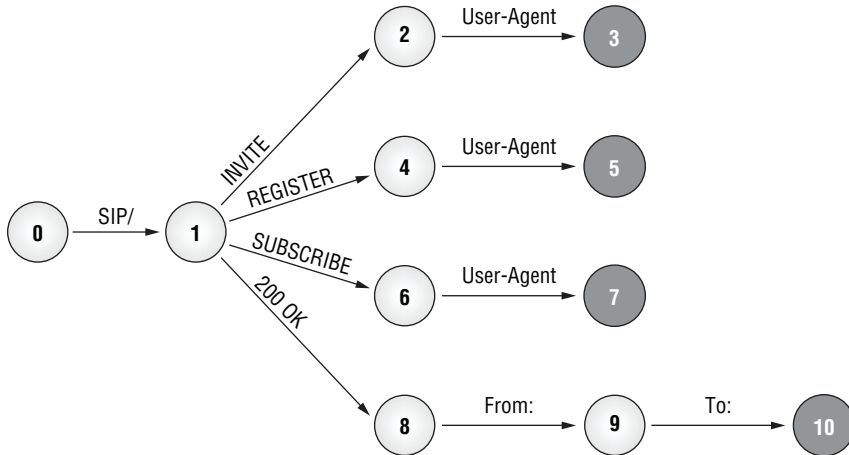 User-Agent
2
3
INVITE
User-Agent
4
5
REGISTER
SIP/
0
1
SUBSCRIBE
User-Agent
6
7
200 OK
From:
To:
8
9
10